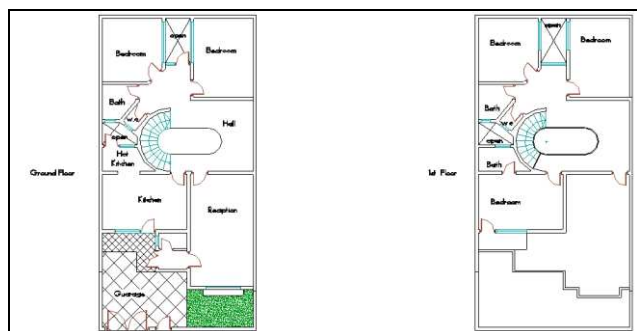 open
Bedroom
Bedroom
Bath
w.c
Hall
open
Hot
Kitchen
Ground Floor
Kitchen
Reception
Guarage
open
Bedroom
Bedroom
Bath
w.c
open
Bath
1st Floor
Bedroom